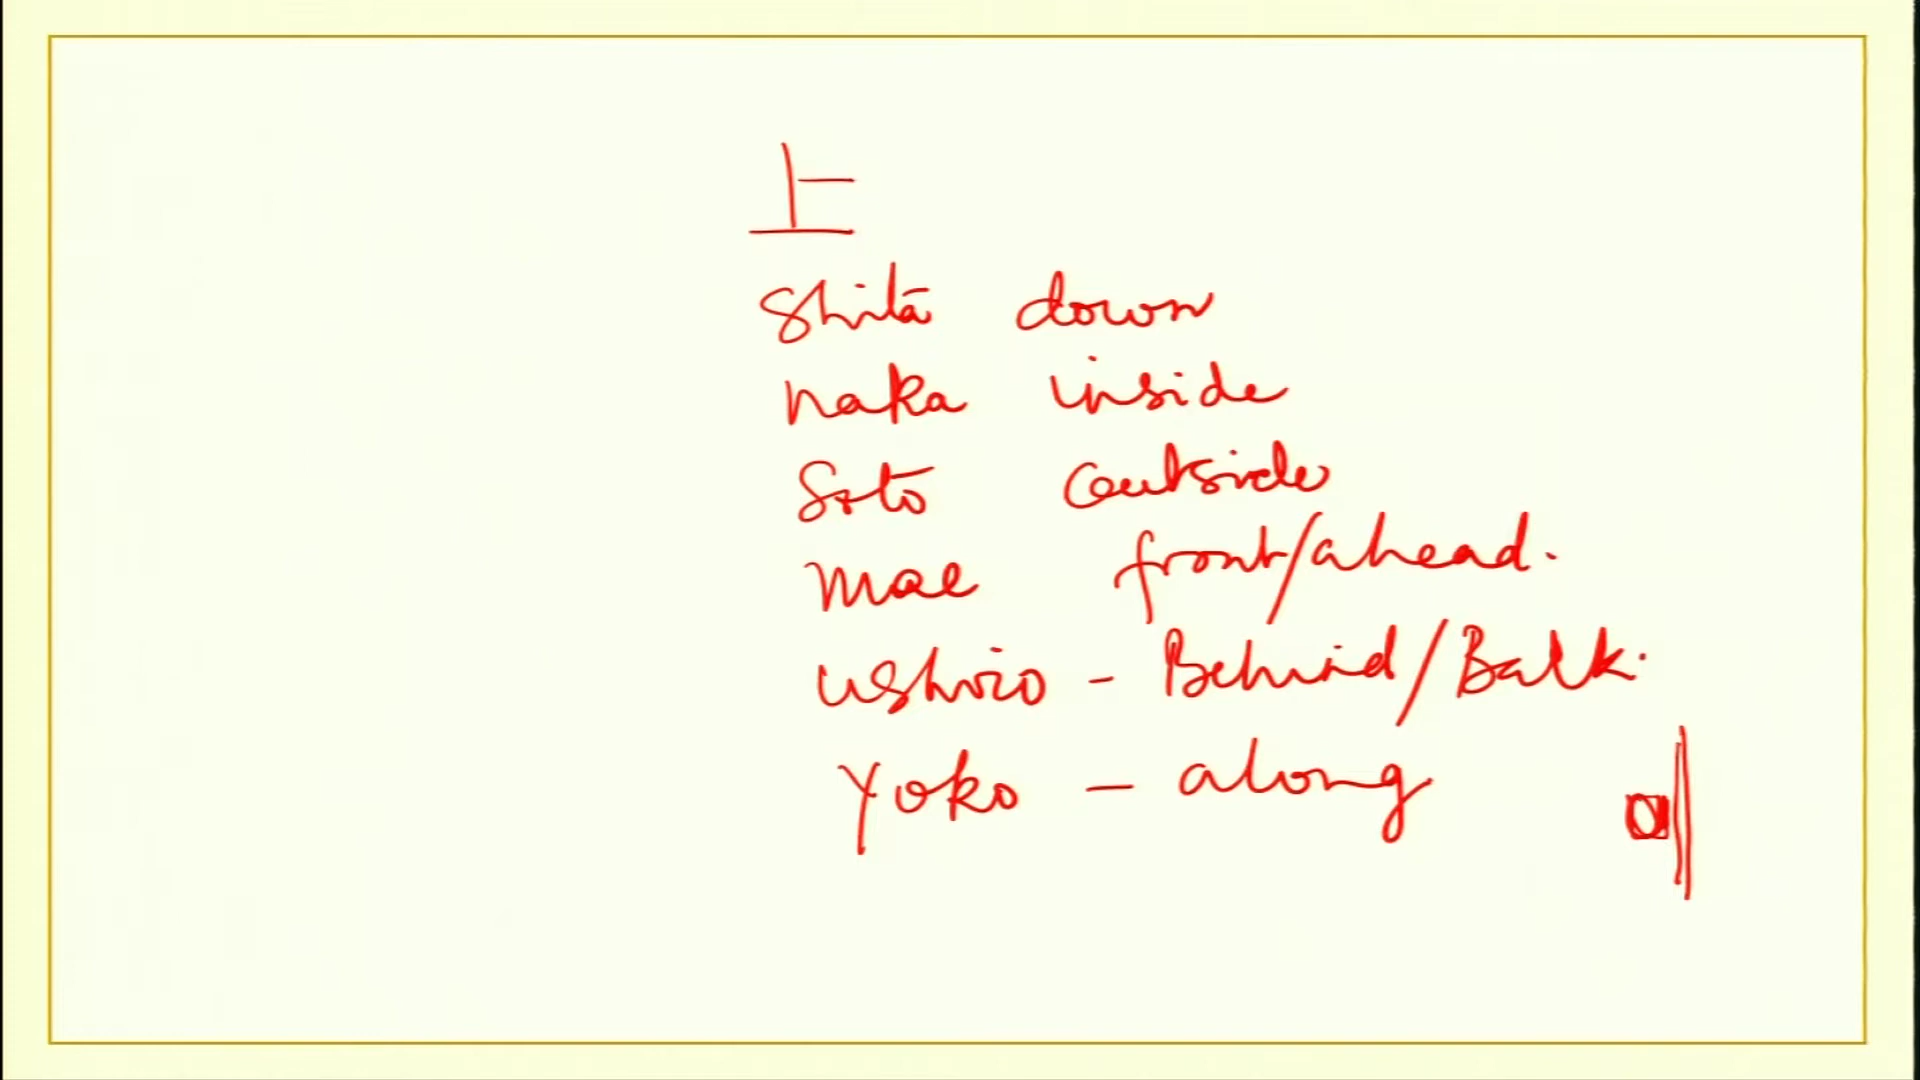 上
Shita down
naka inside
Soto outside
mae front/ahead.
ushiro - Behind/Back.
Yoko - along